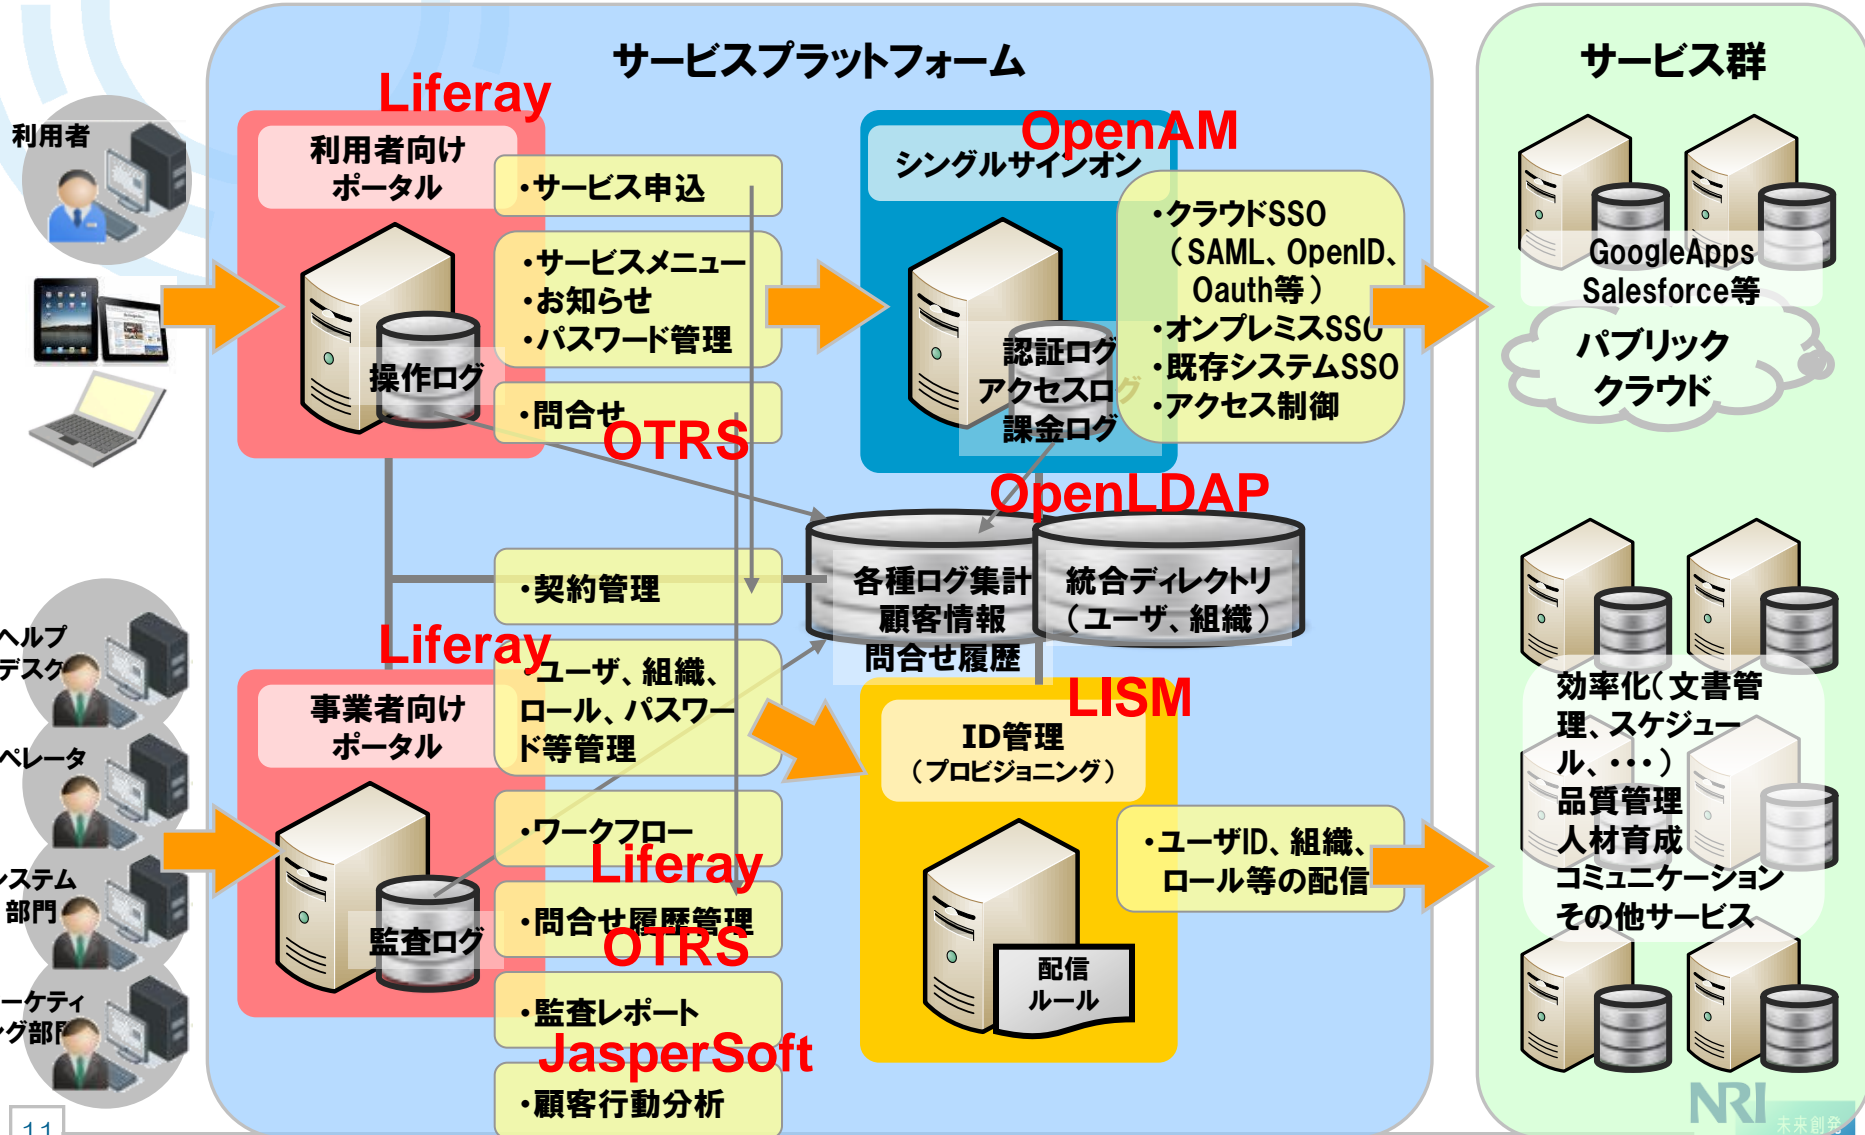 サービスプラットフォーム
サービス群
Liferay
利用者
利用者向け
ポータル
・サービス申込
・サービスメニュー
・お知らせ
・パスワード管理
・問合せ
OTRS
操作ログ
OpenAM
シングルサインオン
・クラウドSSO
（SAML、OpenID、
Oauth等）
・オンプレミスSSO
・既存システムSSO
・アクセス制御
認証ログ
アクセスログ
課金ログ
GoogleApps
Salesforce等
パブリック
クラウド
OpenLDAP
各種ログ集計
顧客情報
問合せ履歴
統合ディレクトリ
（ユーザ、組織）
・契約管理
Liferay
ヘルプ
デスク
ペレータ
ステム
部門
ーケティ
ング部門
事業者向け
ポータル
・ユーザ、組織、
ロール、パスワー
ド等管理
・ワークフロー
Liferay
・問合せ履歴管理
OTRS
・監査レポート
JasperSoft
・顧客行動分析
監査ログ
LISM
ID管理
（プロビジョニング）
・ユーザID、組織、
ロール等の配信
配信
ルール
効率化（文書管
理、スケジュー
ル、・・・）
品質管理
人材育成
コミュニケーション
その他サービス
NRI
未来創発
11